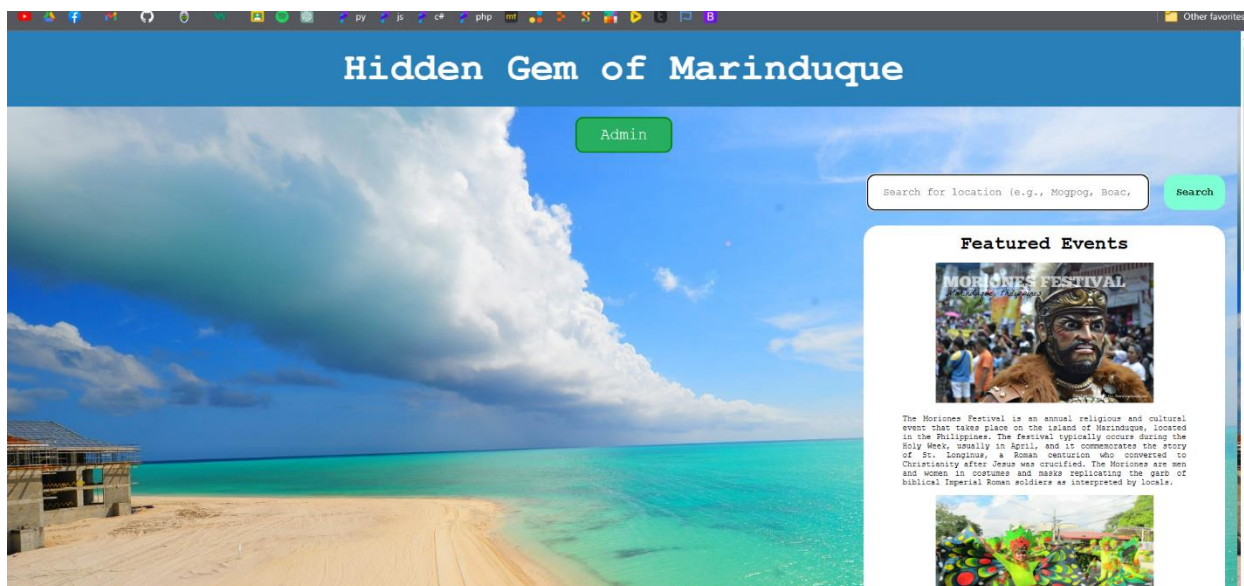 py js c# php mt B Other favorites
Hidden Gem of Marinduque
Admin
Search for location (e.g., Mogpog, Boac, Search
Featured Events
MORIONES FESTIVAL
Marinduque, Philippines
The Moriones Festival is an annual religious and cultural
event that takes place on the island of Marinduque, located
in the Philippines. The festival typically occurs during the
Holy Week, usually in April, and it commemorates the story
of St. Longinus, a Roman centurion who converted to
Christianity after Jesus was crucified. The Moriones are men
and women in costumes and masks replicating the garb of
biblical Imperial Roman soldiers as interpreted by locals.